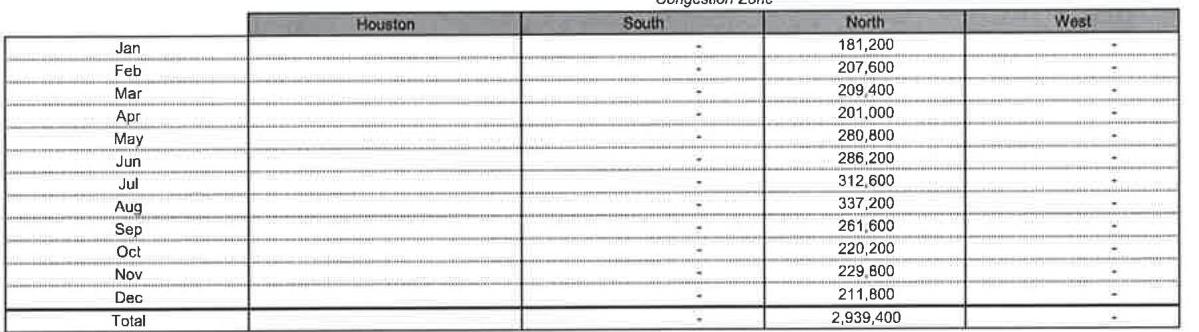 Congestion Zone
Houston South North West
Jan - 181,200 -
Feb - 207,600 -
Mar - 209,400 -
Apr - 201,000 -
May - 280,800 -
Jun - 286,200 -
Jul - 312,600 -
Aug - 337,200 -
Sep - 261,600 -
Oct - 220,200 -
Nov - 229,800 -
Dec - 211,800 -
Total - 2,939,400 -